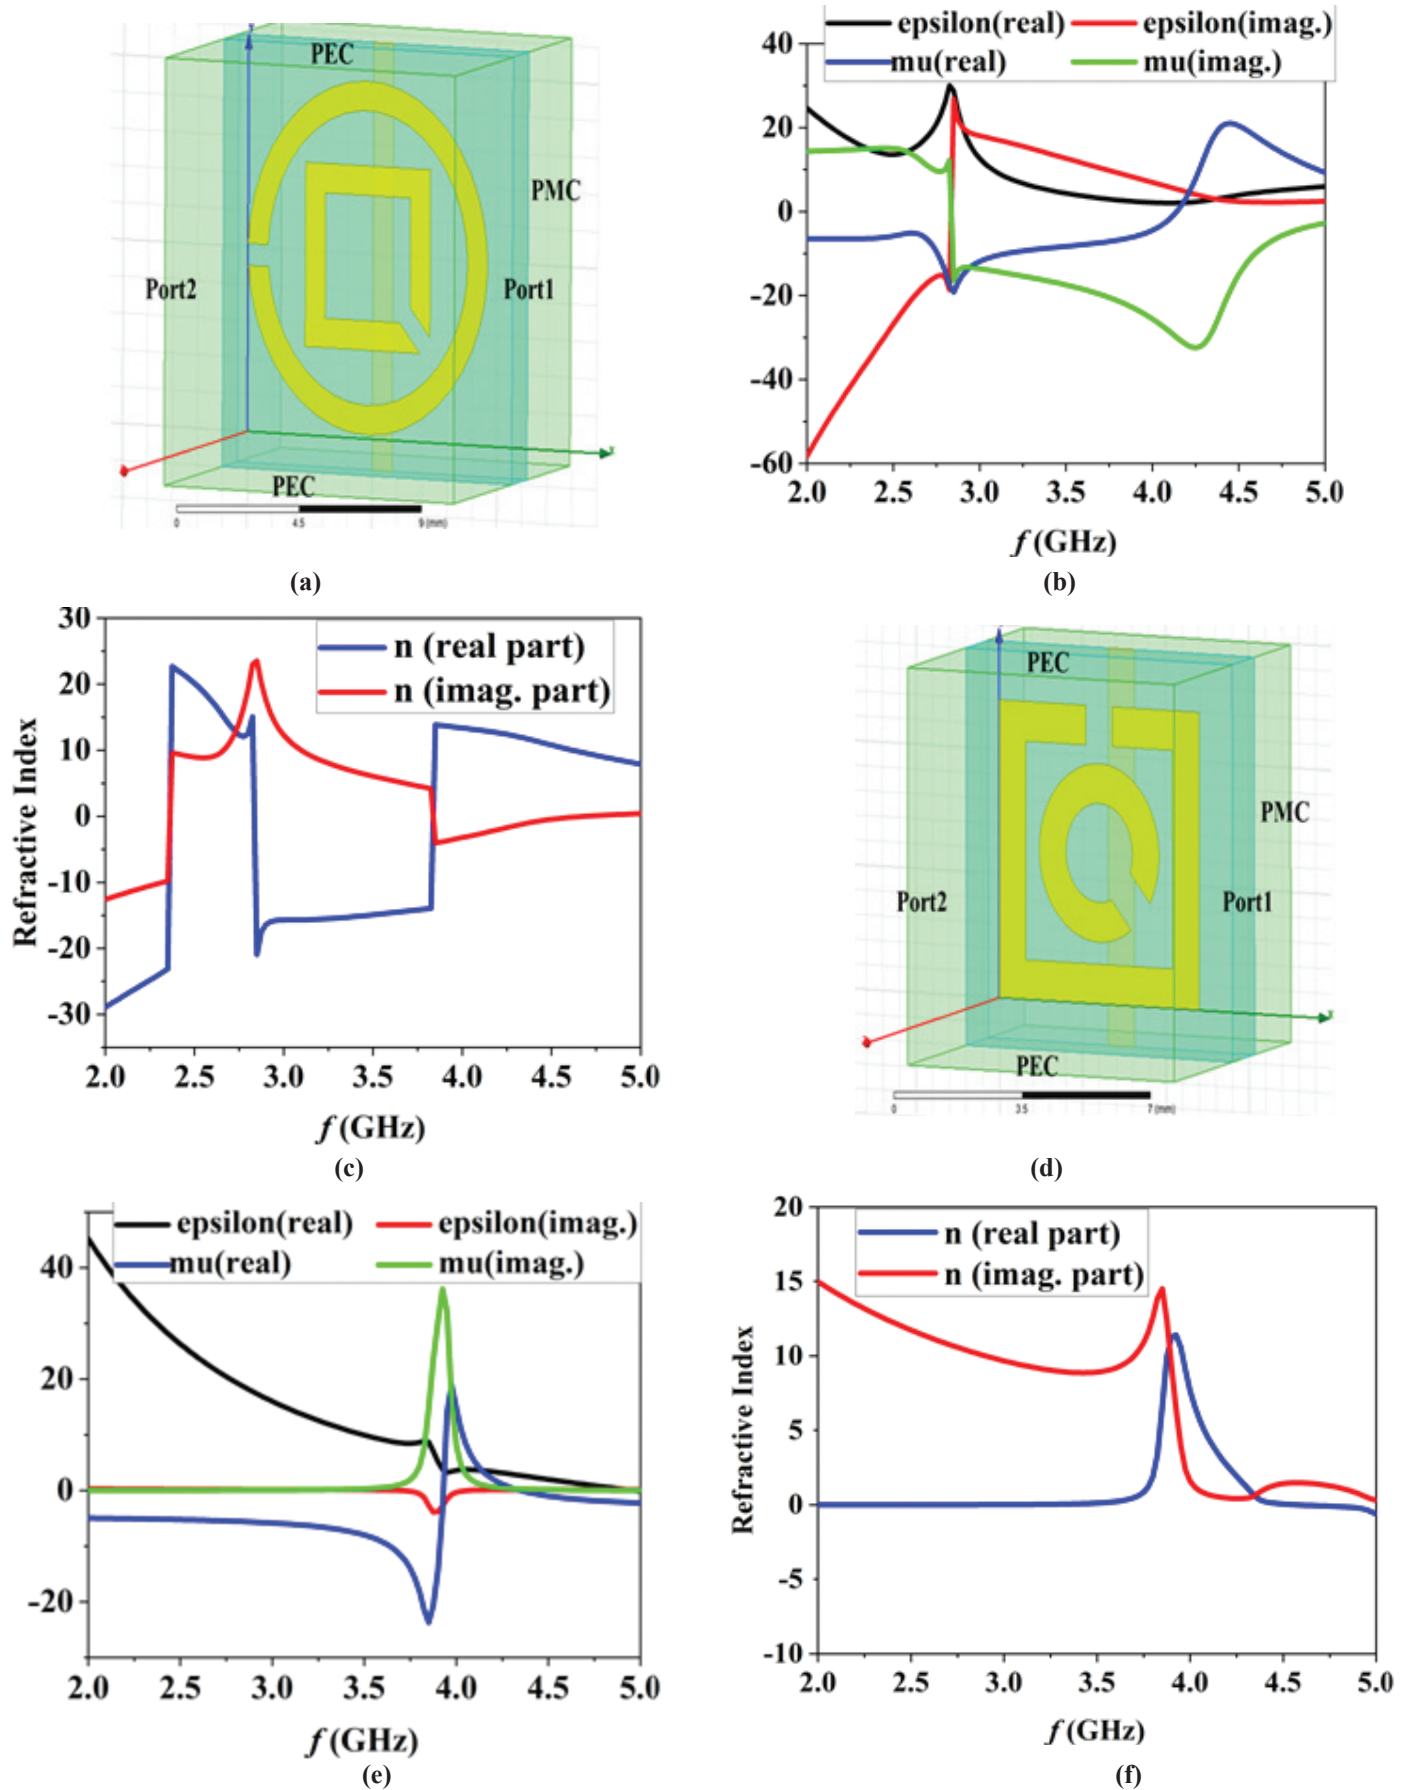 PEC
PMC
Port2
Port1
PEC
0 4.5 9 (mm)
(a)
epsilon(real) epsilon(imag.)
mu(real) mu(imag.)
40
20
0
-20
-40
-60
2.0 2.5 3.0 3.5 4.0 4.5 5.0
f (GHz)
(b)
n (real part)
n (imag. part)
Refractive Index
30
20
10
0
-10
-20
-30
2.0 2.5 3.0 3.5 4.0 4.5 5.0
f (GHz)
(c)
PEC
PMC
Port2
Port1
PEC
0 3.5 7 (mm)
(d)
epsilon(real) epsilon(imag.)
mu(real) mu(imag.)
40
20
0
-20
2.0 2.5 3.0 3.5 4.0 4.5 5.0
f (GHz)
(e)
n (real part)
n (imag. part)
Refractive Index
20
15
10
5
0
-5
-10
2.0 2.5 3.0 3.5 4.0 4.5 5.0
f (GHz)
(f)